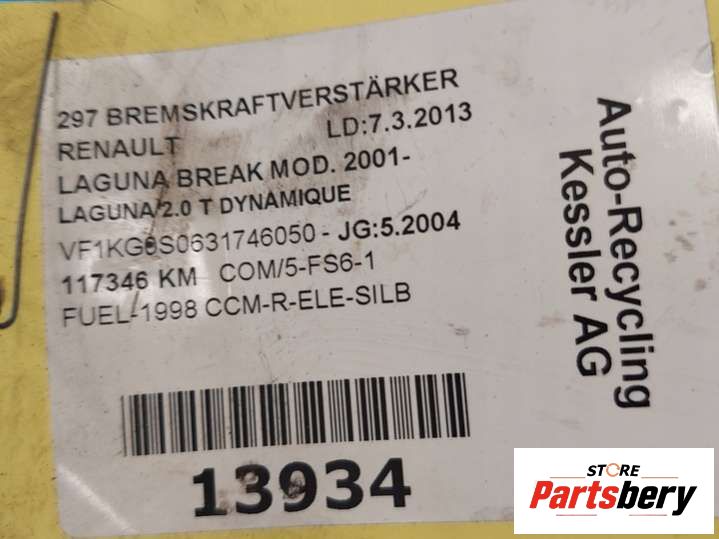 297 BREMSKRAFTVERSTÄRKER
RENAULT LD:7.3.2013
LAGUNA BREAK MOD. 2001-
LAGUNA/2.0 T DYNAMIQUE
VF1KG0S0631746050 - JG:5.2004
117346 KM COM/5-FS6-1
FUEL-1998 CCM-R-ELE-SILB
13934
Auto-Recycling
Kessler AG
STORE
Partsbery